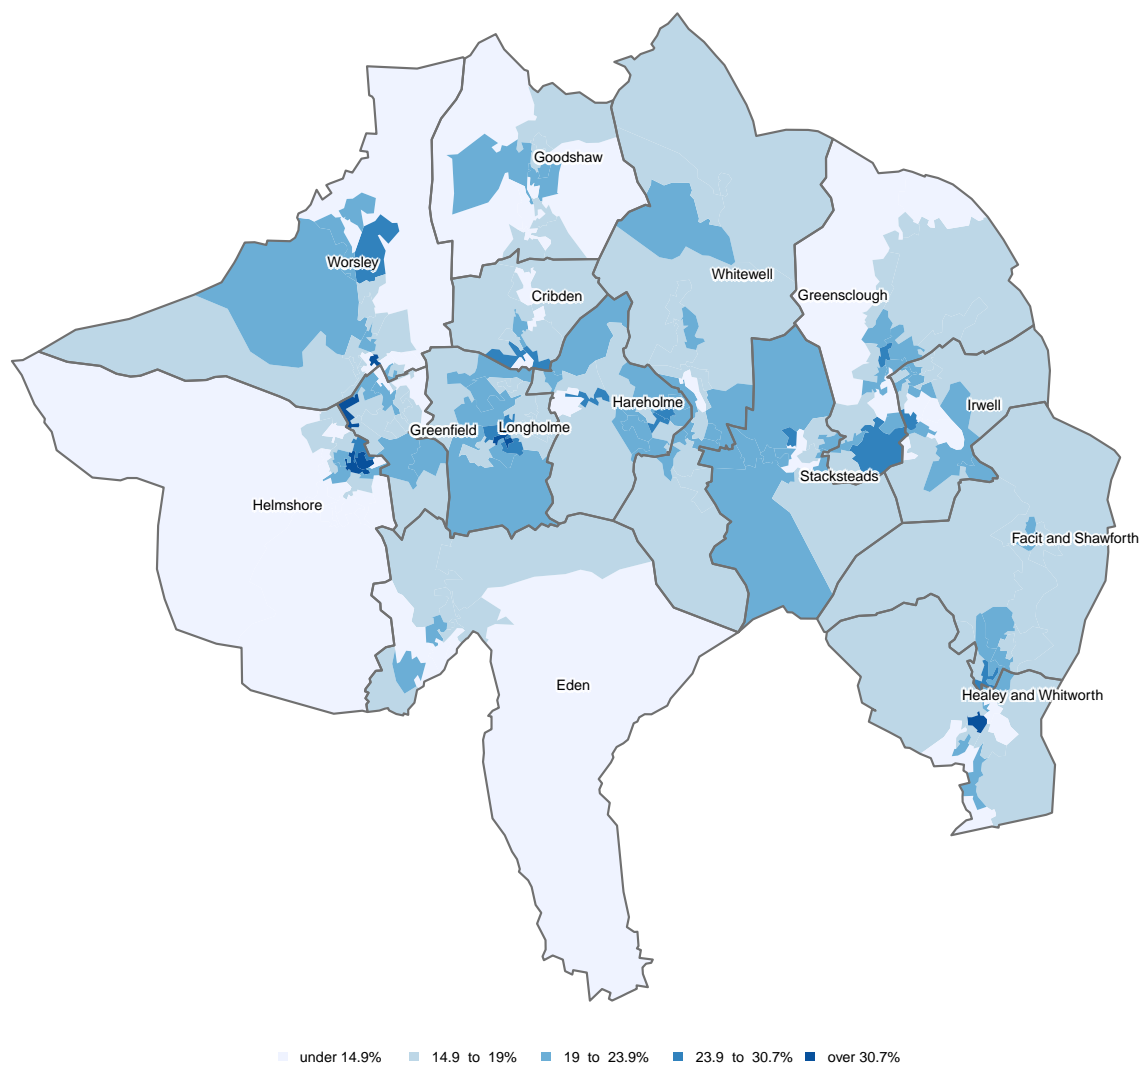 Goodshaw
Worsley
Whitewell
Cribden
Greensclough
Hareholme
Irwell
Greenfield
Longholme
Stacksteads
Helmshore
Facit and Shawforth
Eden
Healey and Whitworth
under 14.9%
14.9 to 19%
19 to 23.9%
23.9 to 30.7%
over 30.7%